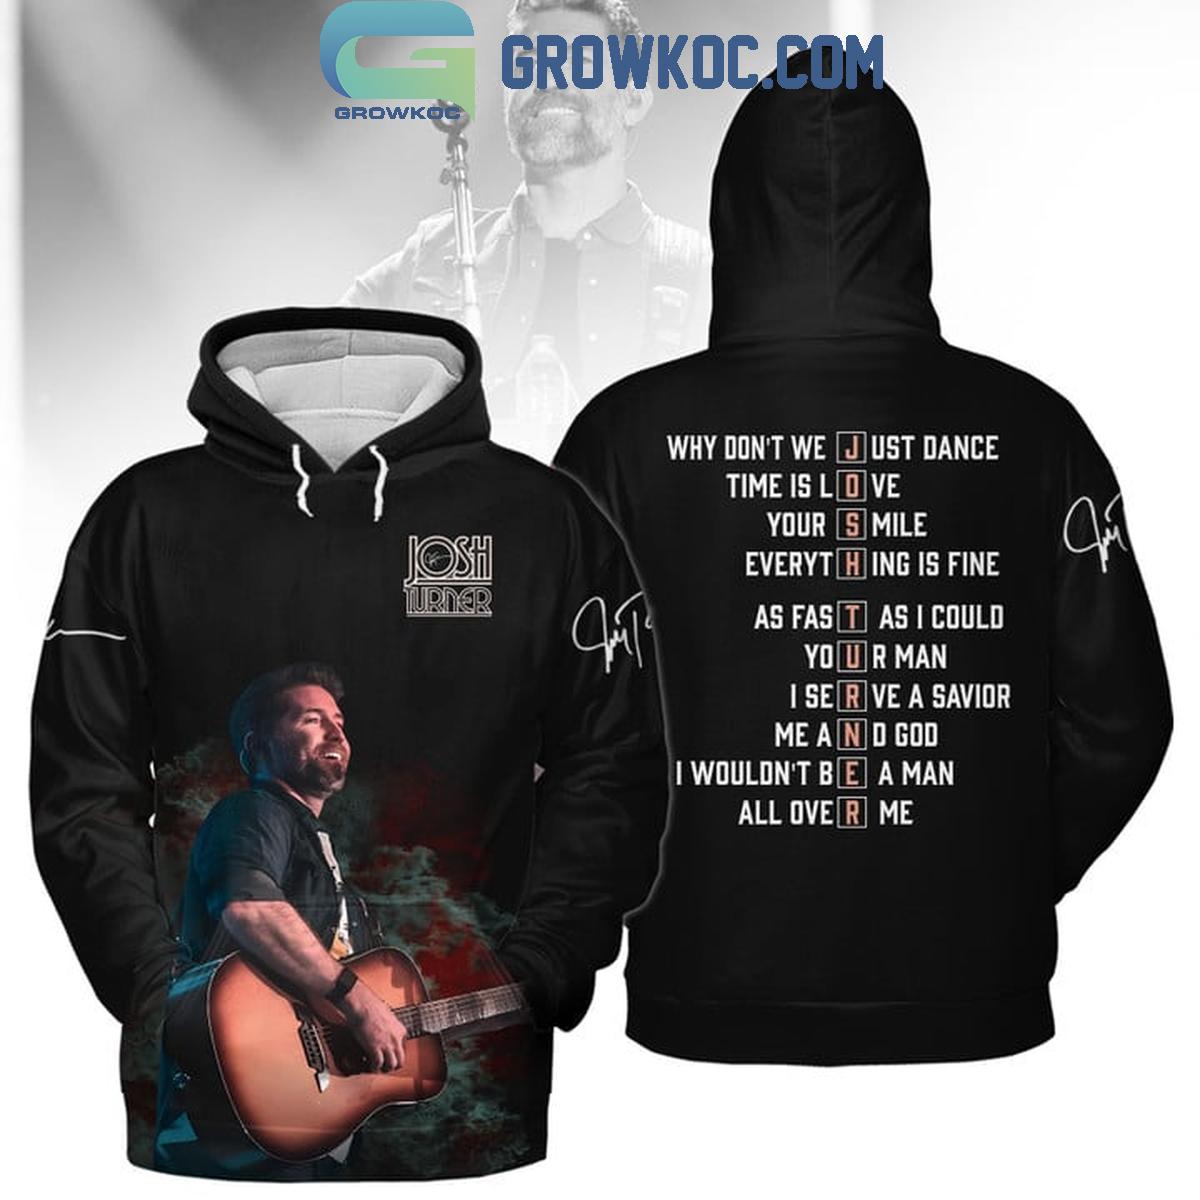 GROWKOC
GROWKOC.COM
JOSH
TURNER
WHY DON'T WE JUST DANCE
TIME IS LOVE
YOUR SMILE
EVERYTHING IS FINE
AS FAST AS I COULD
YOUR MAN
I SERVE A SAVIOR
ME AND GOD
I WOULDN'T BE A MAN
ALL OVER ME